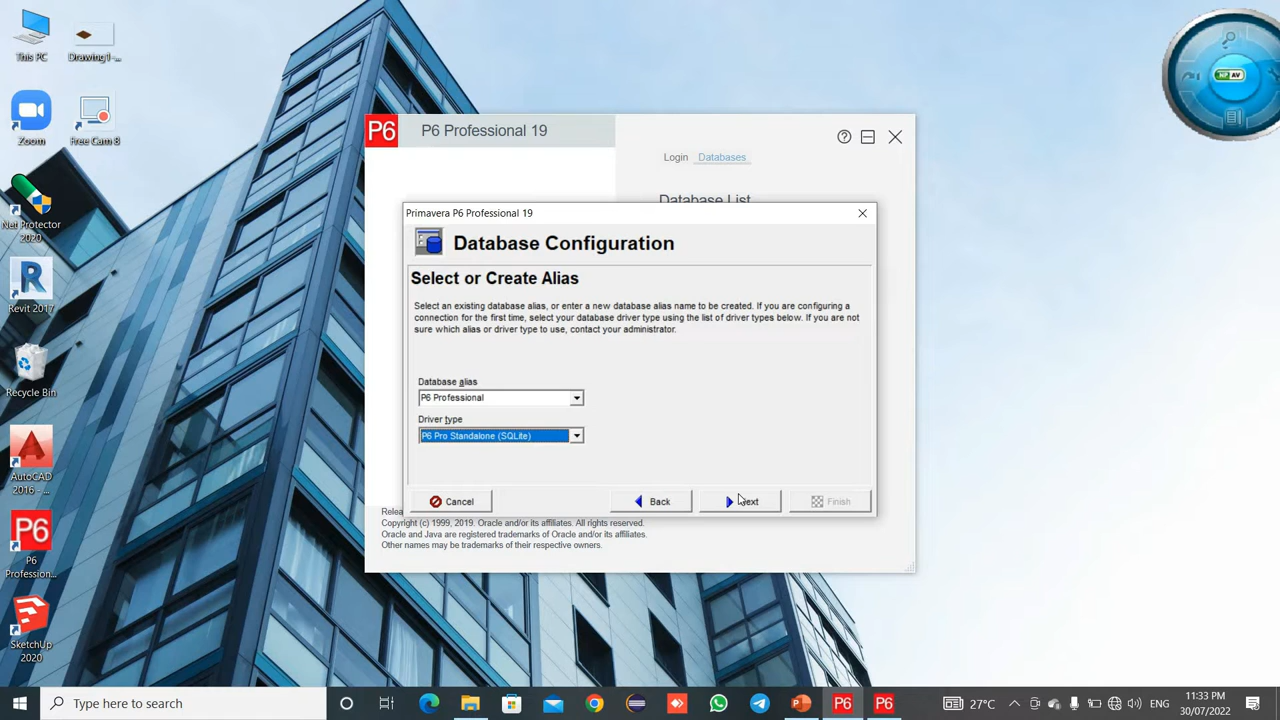 This PC
Drawing1-...
Zoom
Free Cam 8
Net Protector
2020
Revit 2017
Recycle Bin
AutoCAD
2016 - ...
P6
P6
Profession...
SketchUp
2020
NP AV
P6
P6 Professional 19
Login
Databases
Database List
Primavera P6 Professional 19
Database Configuration
Select or Create Alias
Select an existing database alias, or enter a new database alias name to be created. If you are configuring a
connection for the first time, select your database driver type using the list of driver types below. If you are not
sure which alias or driver type to use, contact your administrator.
Database alias
P6 Professional
Driver type
P6 Pro Standalone (SQLite)
Cancel
Back
Next
Finish
Relea
Copyright (c) 1999, 2019. Oracle and/or its affiliates. All rights reserved.
Oracle and Java are registered trademarks of Oracle and/or its affiliates.
Other names may be trademarks of their respective owners.
Type here to search
P6
P6
27°C
ENG
11:33 PM
30/07/2022